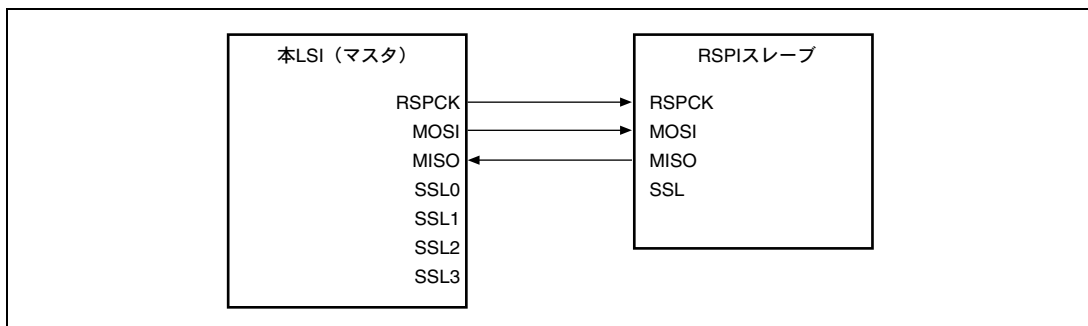 本LSI（マスタ）
RSPCK
MOSI
MISO
SSL0
SSL1
SSL2
SSL3
RSPIスレーブ
RSPCK
MOSI
MISO
SSL